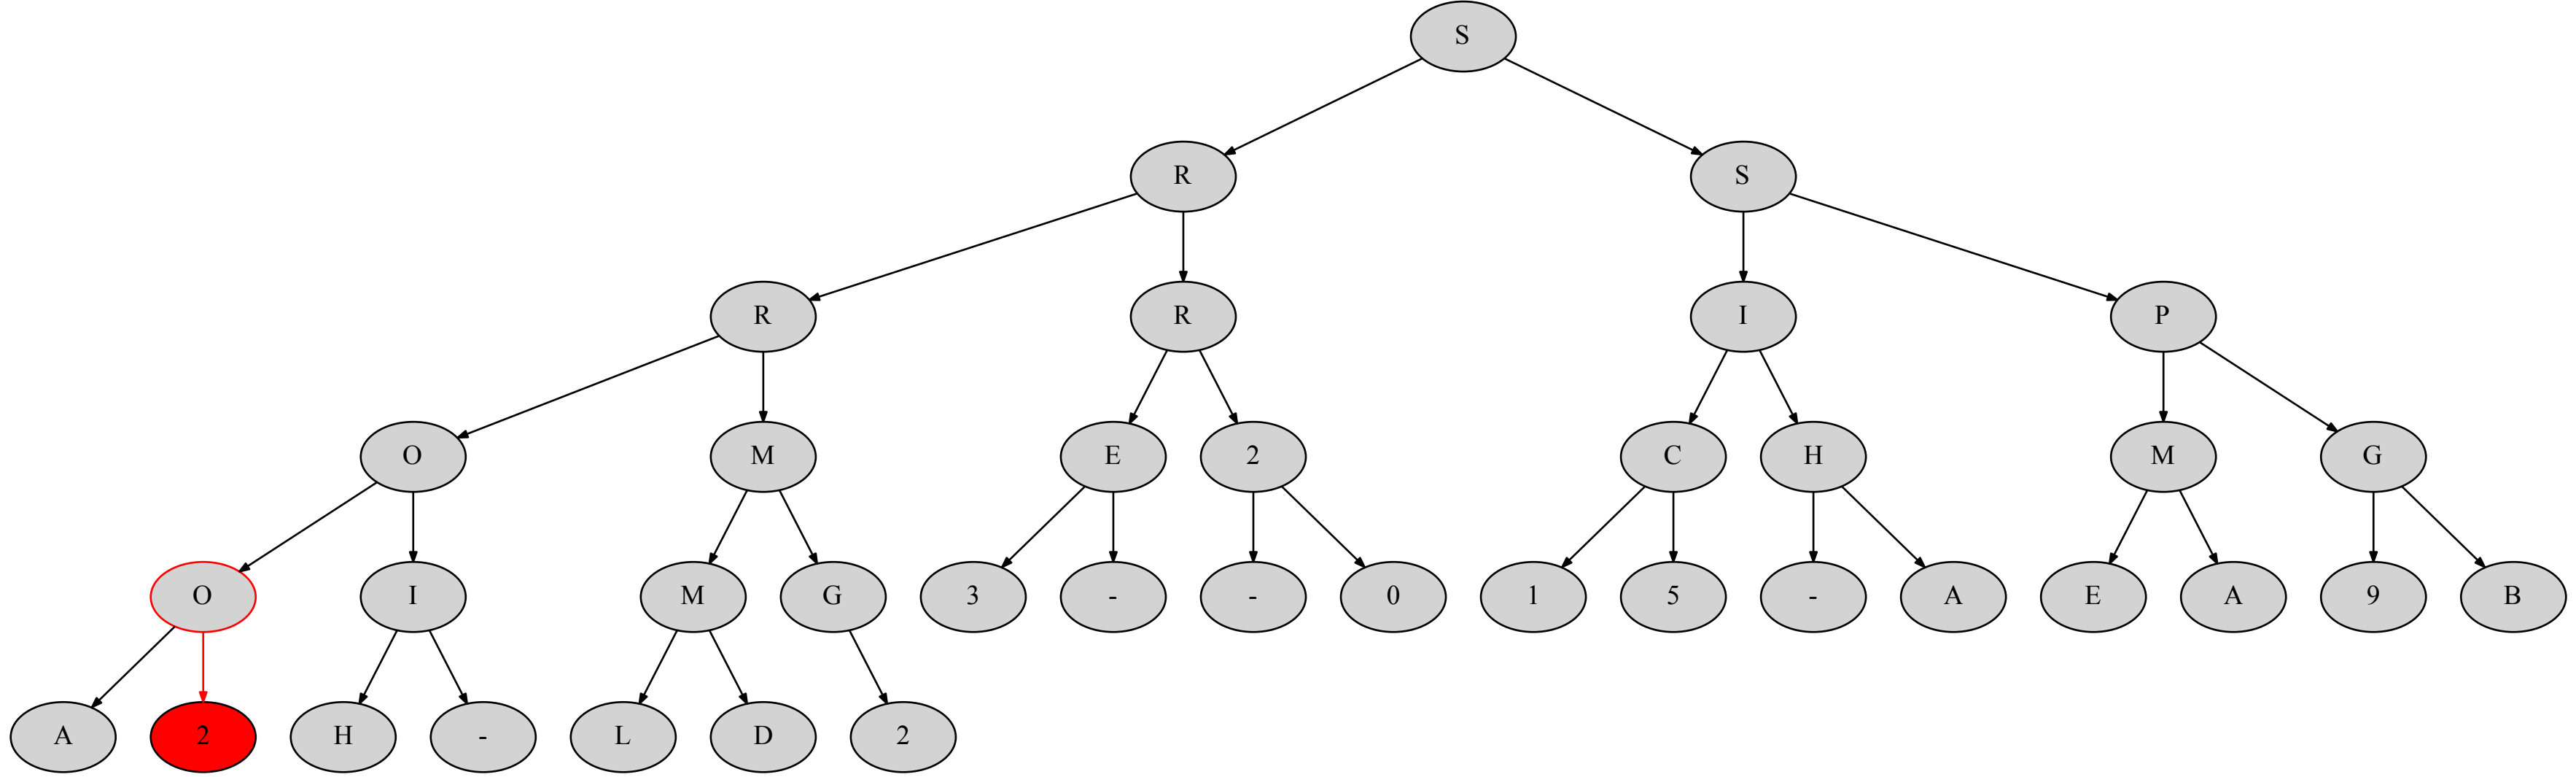 S
R S
R R I P
O M E 2 C H M G
O I M G 3 - - 0 1 5 - A E A 9 B
A 2 H - L D 2